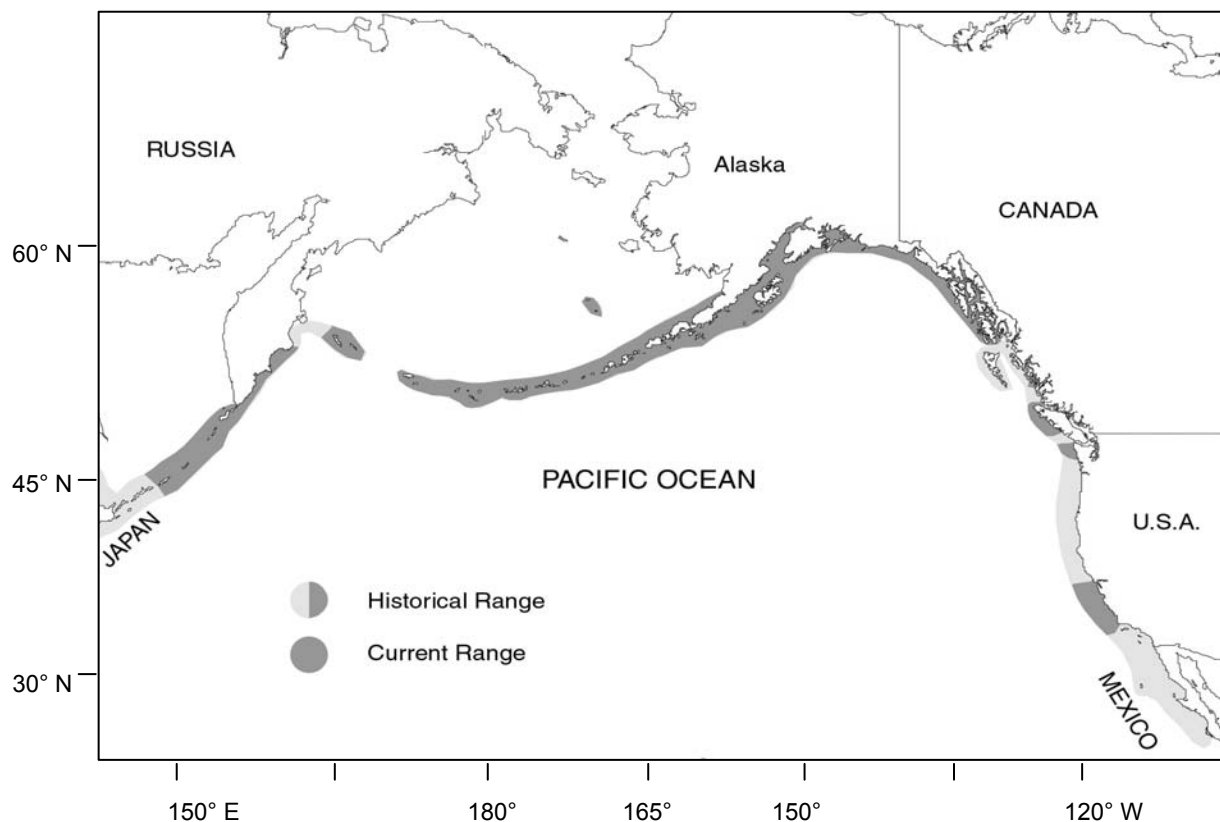 RUSSIA
Alaska
CANADA
60° N
45° N
PACIFIC OCEAN
U.S.A.
JAPAN
Historical Range
Current Range
30° N
MEXICO
150° E
180°
165°
150°
120° W